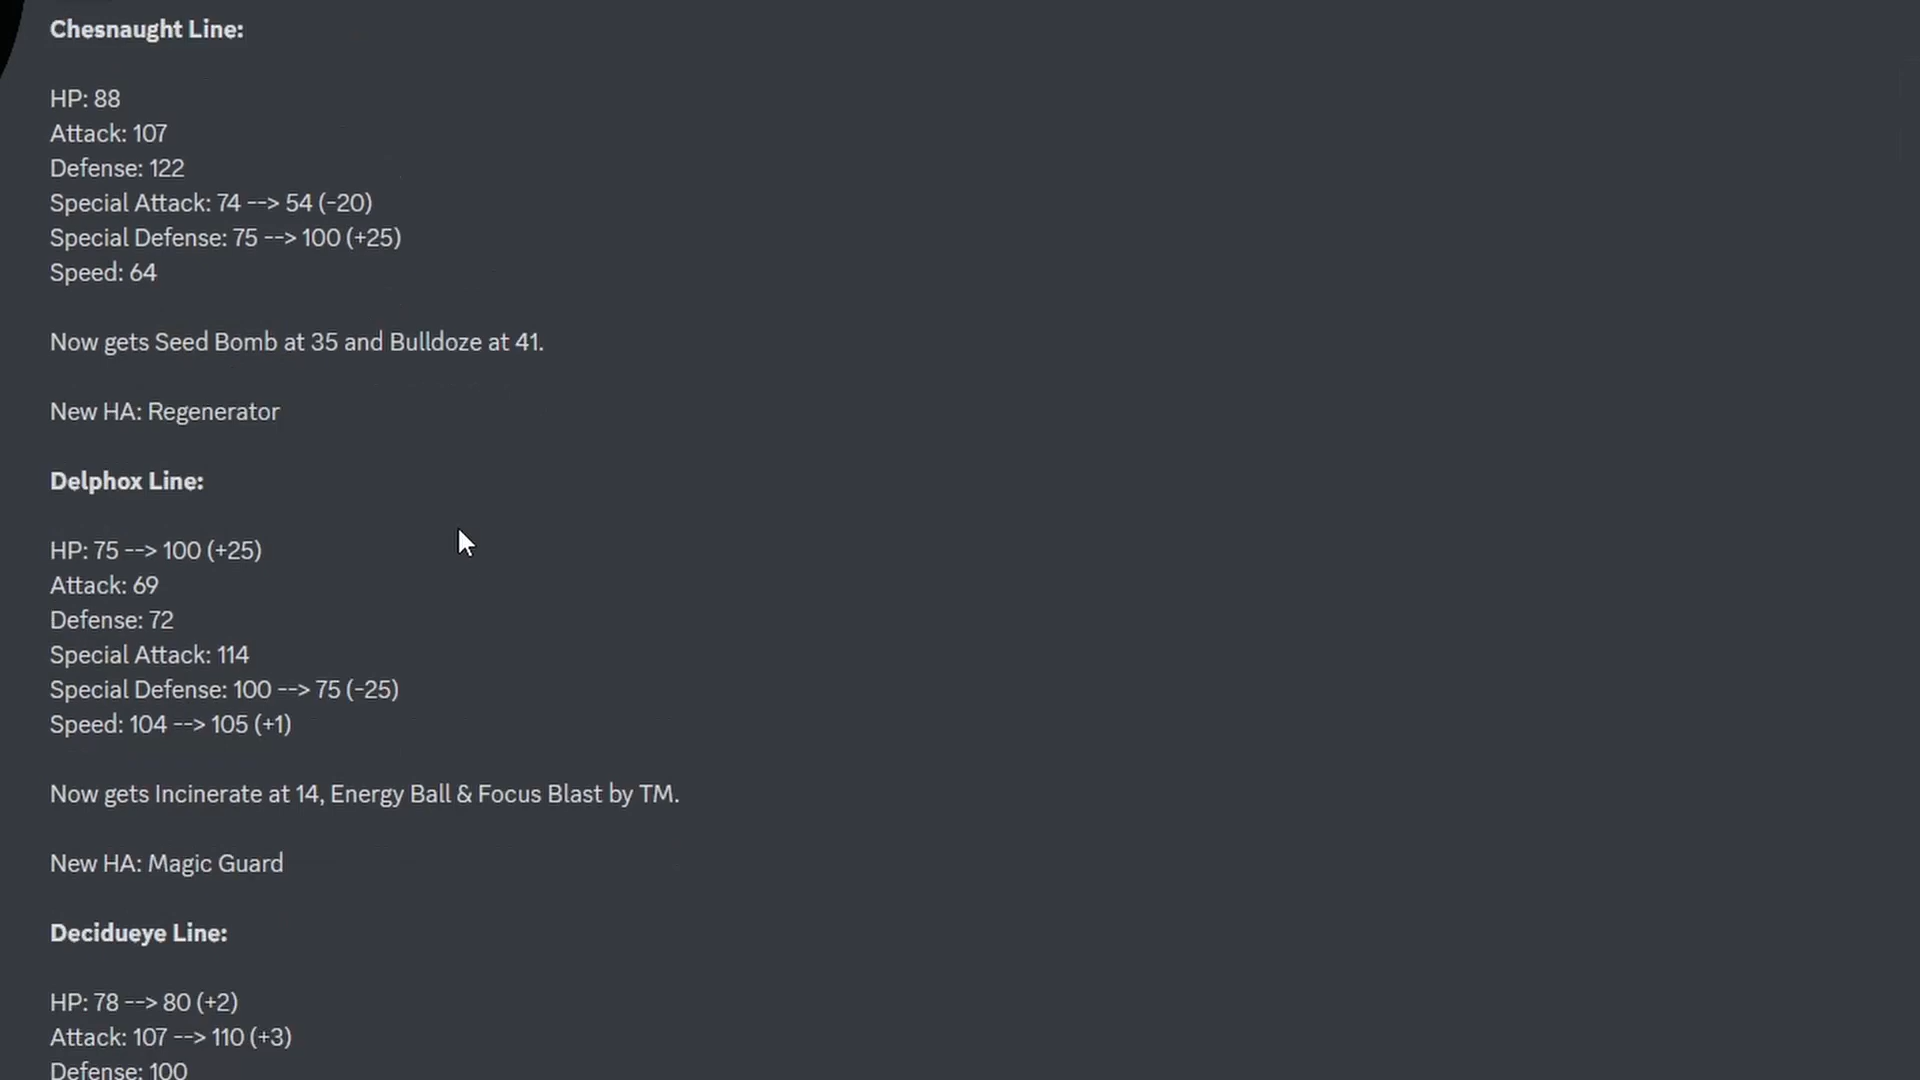 Chesnaught Line:
HP: 88
Attack: 107
Defense: 122
Special Attack: 74 --> 54 (-20)
Special Defense: 75 --> 100 (+25)
Speed: 64
Now gets Seed Bomb at 35 and Bulldoze at 41.
New HA: Regenerator
Delphox Line:
HP: 75 --> 100 (+25)
Attack: 69
Defense: 72
Special Attack: 114
Special Defense: 100 --> 75 (-25)
Speed: 104 --> 105 (+1)
Now gets Incinerate at 14, Energy Ball & Focus Blast by TM.
New HA: Magic Guard
Decidueye Line:
HP: 78 --> 80 (+2)
Attack: 107 --> 110 (+3)
Defense: 100